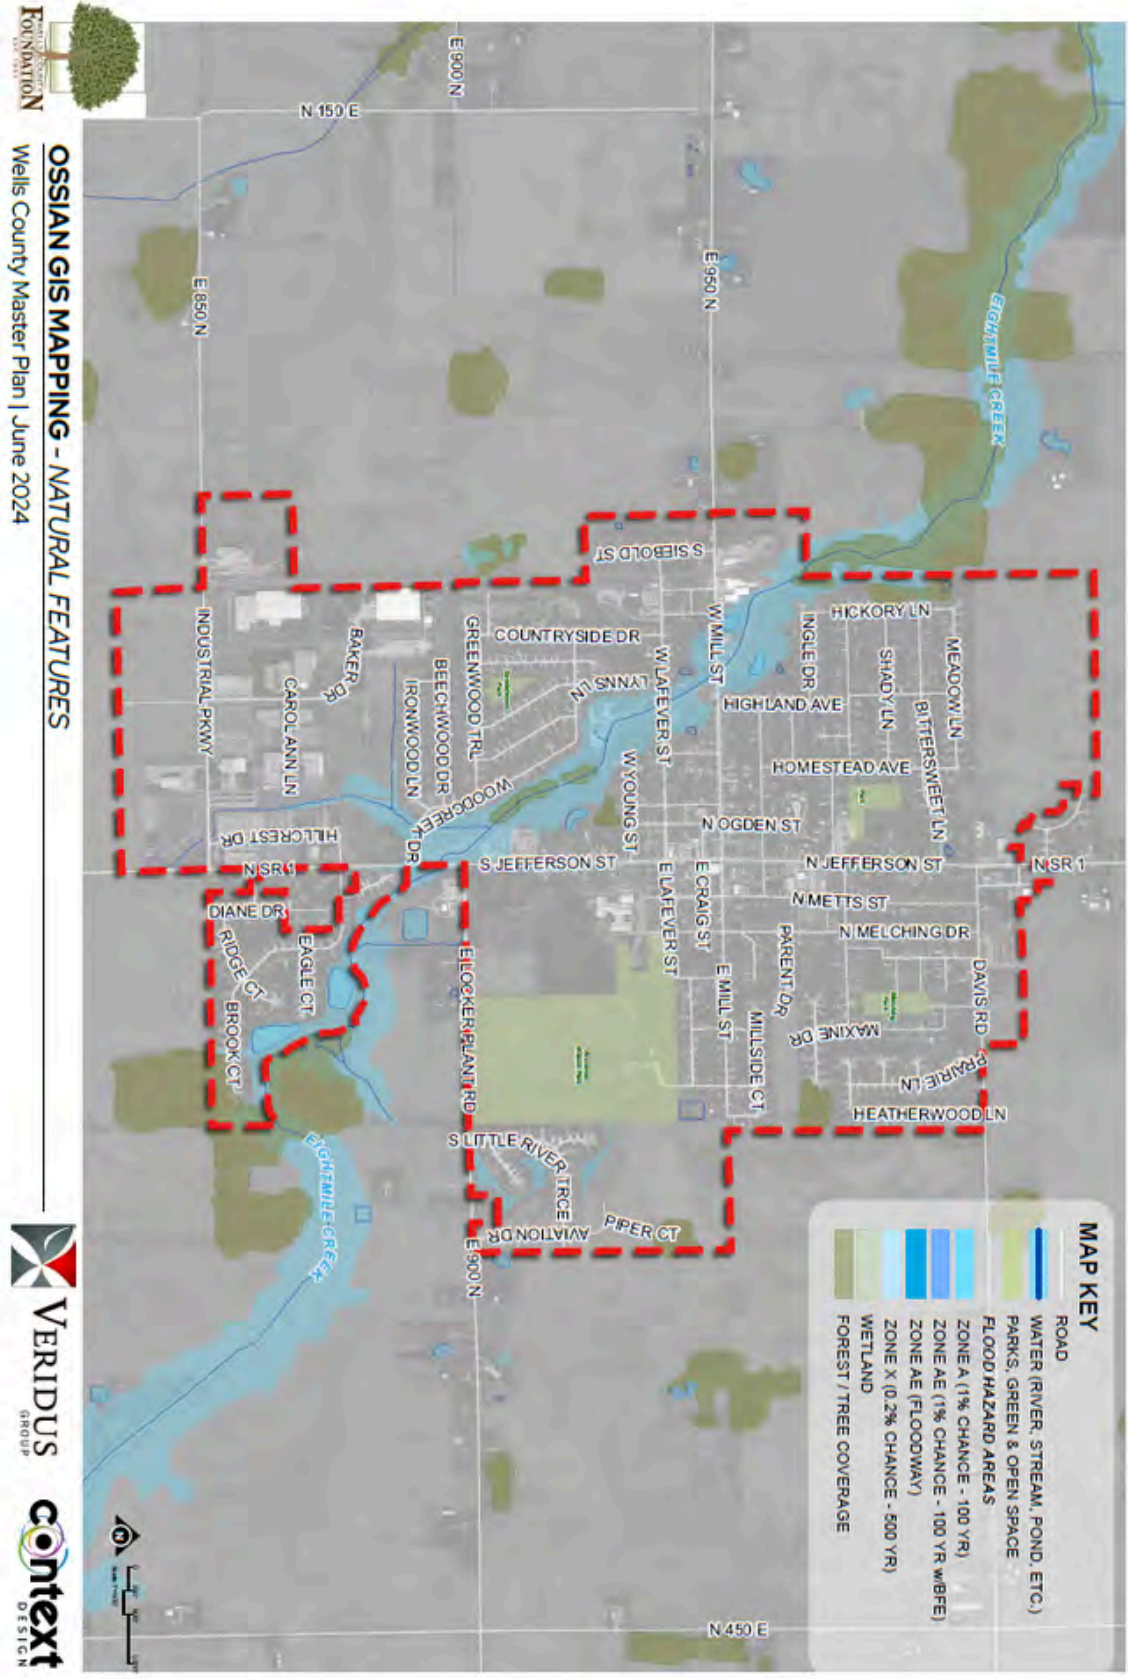 OSSIAN GIS MAPPING - NATURAL FEATURES
Wells County Master Plan | June 2024
FOUNDATION
VERIDUS
GROUP
context
DESIGN
MAP KEY
ROAD
WATER (RIVER, STREAM, POND, ETC.)
PARKS, GREEN & OPEN SPACE
FLOOD HAZARD AREAS
ZONE A (1% CHANCE - 100 YR)
ZONE AE (1% CHANCE - 100 YR w/BFE)
ZONE AE (FLOODWAY)
ZONE X (0.2% CHANCE - 500 YR)
WETLAND
FOREST / TREE COVERAGE
E 900 N
N 150 E
E 850 N
E 950 N
EIGHTMILE CREEK
S SIEBOLD ST
HICKORY LN
MEADOW LN
SHADY LN
BITTERSWEET LN
INGLE DR
W MILL ST
HIGHLAND AVE
HOMESTEAD AVE
COUNTRYSIDE DR
W LAFEVER ST
LYNNS LN
GREENWOOD TRL
BEECHWOOD DR
IRONWOOD LN
BAKER DR
CAROL ANN LN
INDUSTRIAL PKWY
WOODCREEK DR
W YOUNG ST
N OGDEN ST
HILLCREST DR
S JEFFERSON ST
N JEFFERSON ST
N SR 1
N SR 1
E CRAIG ST
E LAFEVER ST
N METTS ST
N MELCHING DR
DIANE DR
RIDGE CT
EAGLE CT
BROOK CT
E LOCKER PLANT RD
PARENT DR
E MILL ST
MILLSIDE CT
MAXINE DR
DAVIS RD
PRAIRIE LN
HEATHERWOOD LN
Park
S LITTLE RIVER TRCE
AVIATION DR
PIPER CT
E 900 N
EIGHTMILE CREEK
N 450 E
N